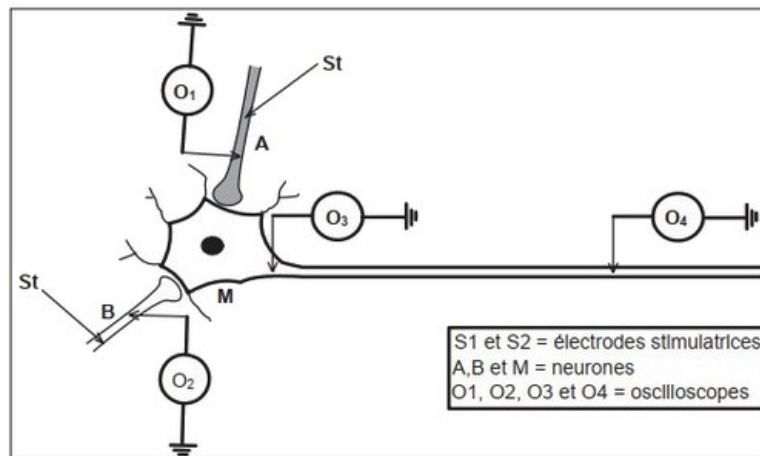 St
O1
A
O3
O4
St
B
M
O2
S1 et S2 = électrodes stimulatrices
A,B et M = neurones
O1, O2, O3 et O4 = oscilloscopes